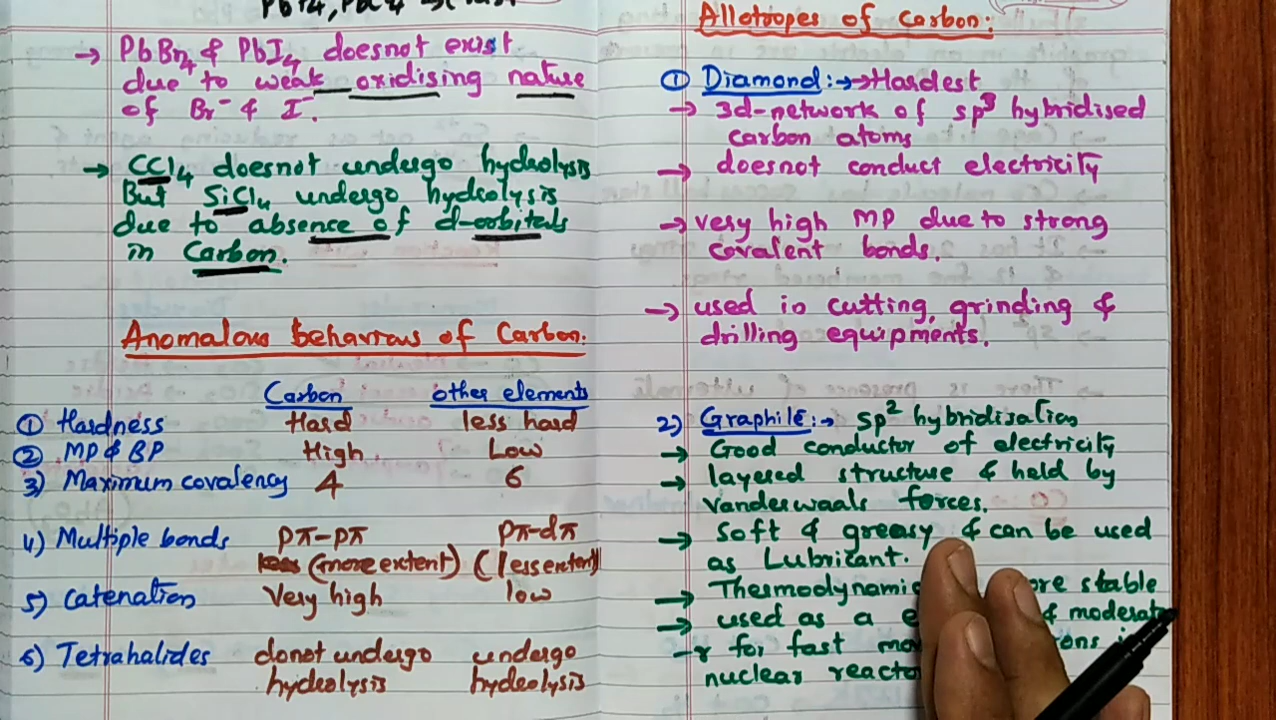 → PbBr4 & PbI4 doesnot exist
due to weak oxidising nature
of Br- & I-.
→ CCl4 doesnot undergo hydrolysis
But SiCl4 undergo hydrolysis
due to absence of d-orbitals
in Carbon.
Anomalous behaviour of Carbon:
Carbon other elements
① Hardness Hard less hard
② MP & BP High Low
3) Maximum covalency 4 6
4) Multiple bonds pπ-pπ pπ-dπ
(more extent) (less extent)
5) Catenation Very high low
6) Tetrahalides donot undergo undergo
hydrolysis hydrolysis
Allotropes of Carbon:
① Diamond:→ → Hardest
→ 3d-network of sp3 hybridised
carbon atoms
→ doesnot conduct electricity
→ very high MP due to strong
covalent bonds.
→ used in cutting, grinding &
drilling equipments.
2) Graphile:→ sp2 hybridisation
→ Good conductor of electricity
→ layered structure & held by
Vanderwaals forces.
→ Soft & greasy & can be used
as Lubricant.
→ stable
→ used as a & moderator
for fast
nuclear